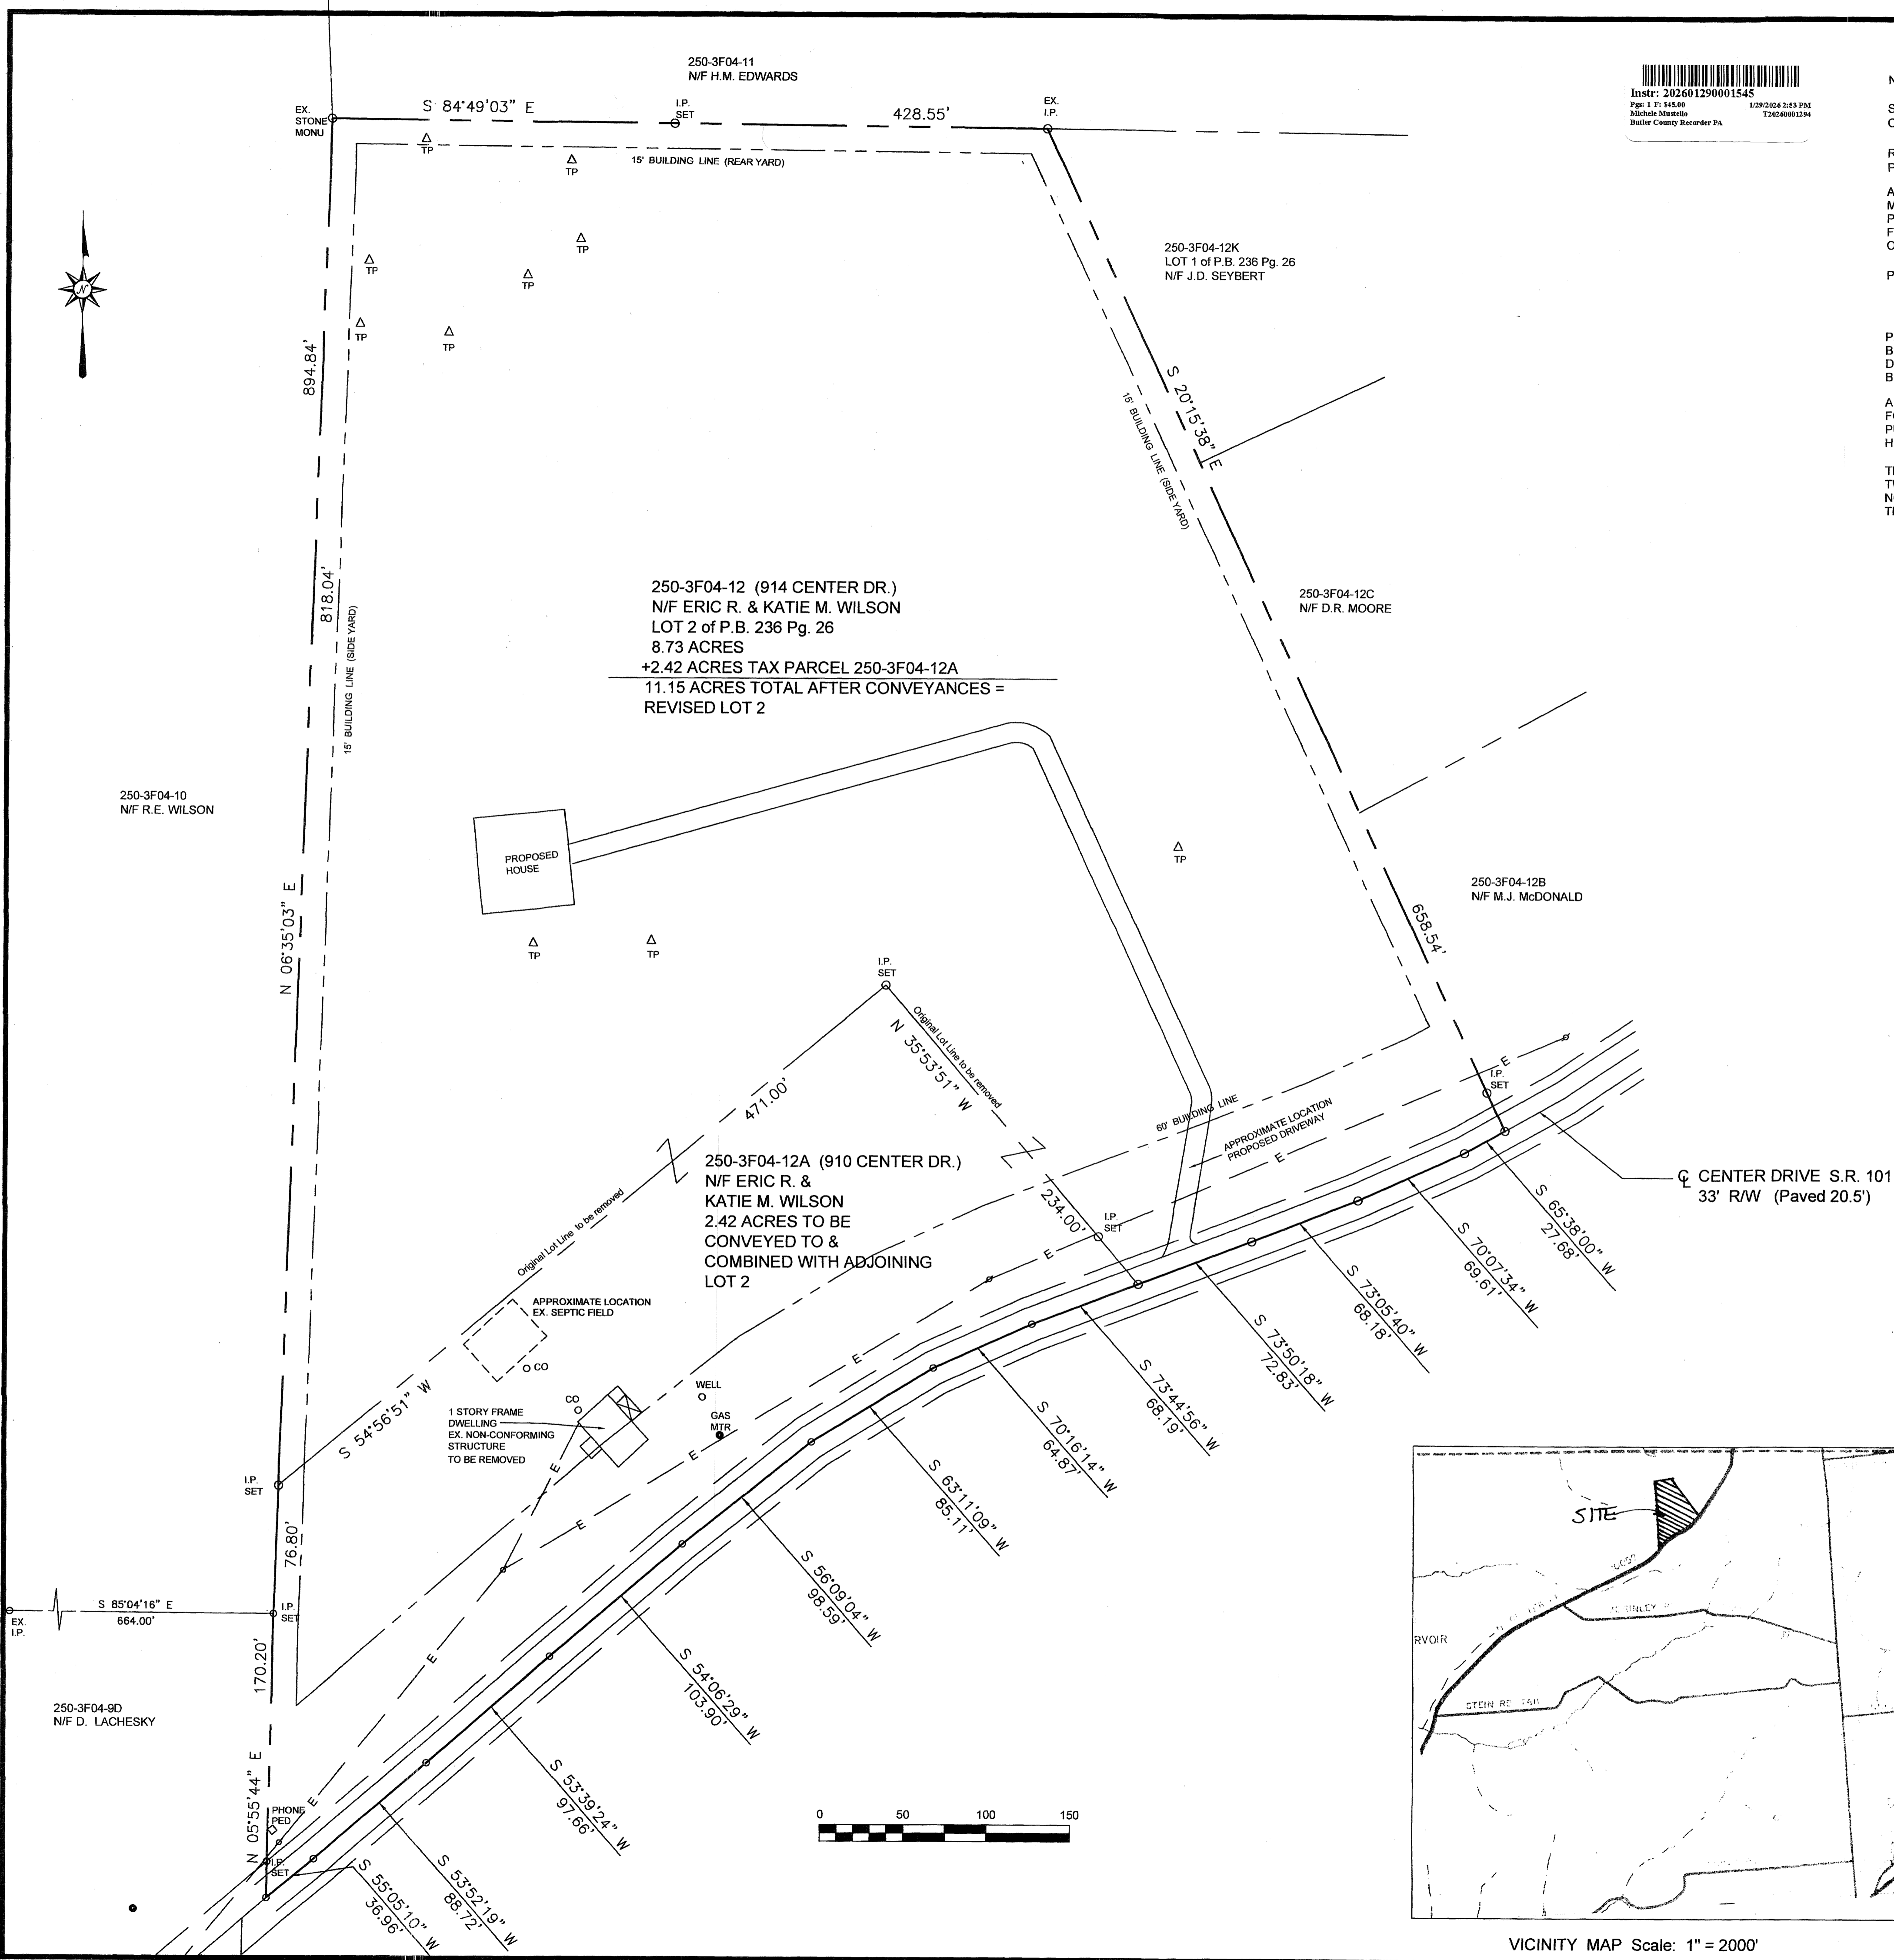 250-3F04-11
N/F H.M. EDWARDS
Instr: 202601290001545
Pgs: 1 F: $45.00 1/29/2026 2:53 PM
Michele Mustello T20260001294
Butler County Recorder PA
EX.
STONE
MONU
S 84°49'03" E
I.P.
SET
428.55'
EX.
I.P.
TP
15' BUILDING LINE (REAR YARD)
TP
TP
TP
TP
TP
TP
N
250-3F04-12K
LOT 1 of P.B. 236 Pg. 26
N/F J.D. SEYBERT
894.84'
818.04'
15' BUILDING LINE (SIDE YARD)
N 06°35'03" E
S 20°15'38" E
15' BUILDING LINE (SIDE YARD)
658.54'
250-3F04-12 (914 CENTER DR.)
N/F ERIC R. & KATIE M. WILSON
LOT 2 of P.B. 236 Pg. 26
8.73 ACRES
+2.42 ACRES TAX PARCEL 250-3F04-12A
11.15 ACRES TOTAL AFTER CONVEYANCES =
REVISED LOT 2
250-3F04-12C
N/F D.R. MOORE
250-3F04-10
N/F R.E. WILSON
PROPOSED
HOUSE
TP
250-3F04-12B
N/F M.J. McDONALD
TP
TP
I.P.
SET
Original Lot Line to be removed
N 35°53'51" W
234.00'
471.00'
Original Lot Line to be removed
S 54°56'51" W
60' BUILDING LINE
APPROXIMATE LOCATION
PROPOSED DRIVEWAY
E
E
I.P.
SET
250-3F04-12A (910 CENTER DR.)
N/F ERIC R. &
KATIE M. WILSON
2.42 ACRES TO BE
CONVEYED TO &
COMBINED WITH ADJOINING
LOT 2
I.P.
SET
E
℄ CENTER DRIVE S.R. 101
33' R/W (Paved 20.5')
APPROXIMATE LOCATION
EX. SEPTIC FIELD
CO
CO
WELL
GAS
MTR
E
E
1 STORY FRAME
DWELLING
EX. NON-CONFORMING
STRUCTURE
TO BE REMOVED
E
E
E
E
I.P.
SET
76.80'
S 85°04'16" E
664.00'
EX.
I.P.
I.P.
SET
170.20'
250-3F04-9D
N/F D. LACHESKY
N 05°55'44" E
PHONE
PED
I.P.
SET
S 65°38'00" W
27.68'
S 70°07'34" W
69.61'
S 73°05'40" W
68.18'
S 73°50'18" W
72.83'
S 73°44'56" W
68.19'
S 70°16'14" W
64.87'
S 63°11'09" W
85.11'
S 56°09'04" W
98.59'
S 54°06'29" W
103.90'
S 53°39'24" W
97.66'
S 53°52'19" W
88.72'
S 55°05'10" W
36.96'
0 50 100 150
SITE
RVOIR
STEIN RD
VICINITY MAP Scale: 1" = 2000'